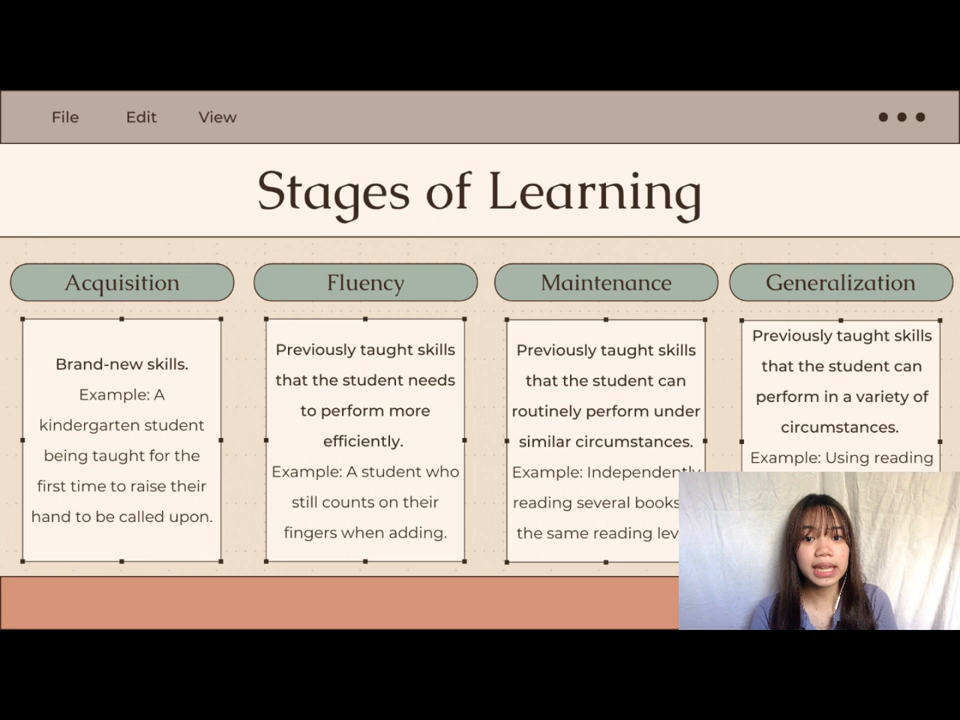 File Edit View
Stages of Learning
Acquisition
Brand-new skills.
Example: A
kindergarten student
being taught for the
first time to raise their
hand to be called upon.
Fluency
Previously taught skills
that the student needs
to perform more
efficiently.
Example: A student who
still counts on their
fingers when adding.
Maintenance
Previously taught skills
that the student can
routinely perform under
similar circumstances.
Example: Independently
reading several books
the same reading
Generalization
Previously taught skills
that the student can
perform in a variety of
circumstances.
Example: Using reading